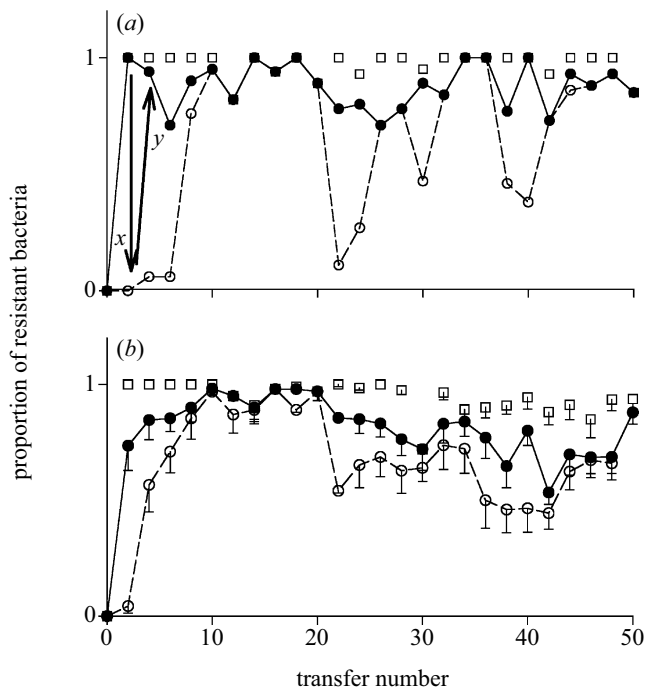 (a)
1
y
x
0
(b)
1
0
0 10 20 30 40 50
transfer number
proportion of resistant bacteria